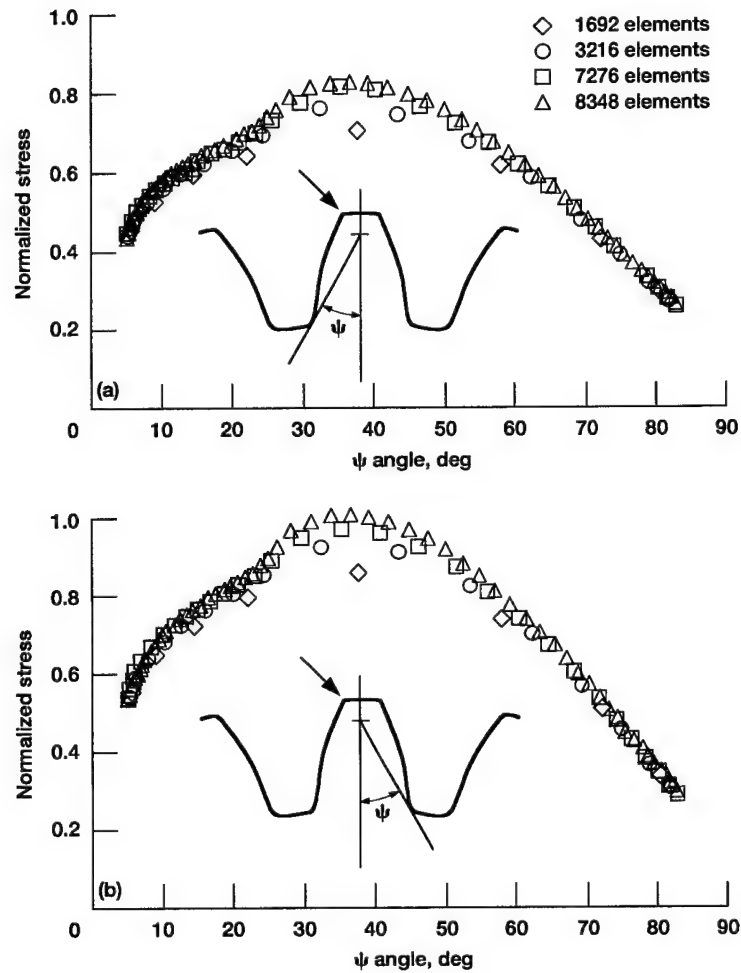 1.0
0.8
0.6
0.4
0.2
0
Normalized stress
1692 elements
3216 elements
7276 elements
8348 elements
ψ
(a)
10 20 30 40 50 60 70 80 90
ψ angle, deg
1.0
0.8
0.6
0.4
0.2
0
Normalized stress
ψ
(b)
10 20 30 40 50 60 70 80 90
ψ angle, deg